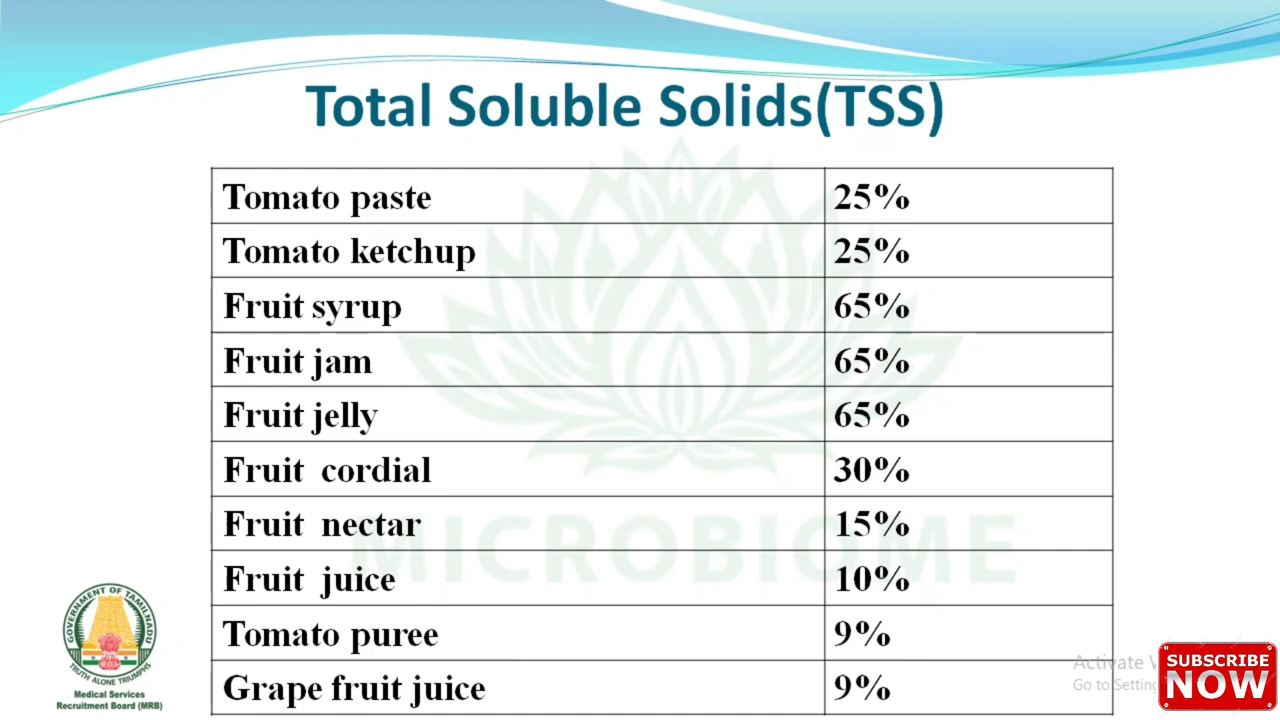 Total Soluble Solids(TSS)
Tomato paste 25%
Tomato ketchup 25%
Fruit syrup 65%
Fruit jam 65%
Fruit jelly 65%
Fruit cordial 30%
Fruit nectar 15%
Fruit juice 10%
Tomato puree 9%
Grape fruit juice 9%
MICROBIOME
GOVERNMENT OF TAMILNADU
TRUTH ALONE TRIUMPHS
Medical Services
Recruitment Board (MRB)
Activate
Go to
SUBSCRIBE
NOW